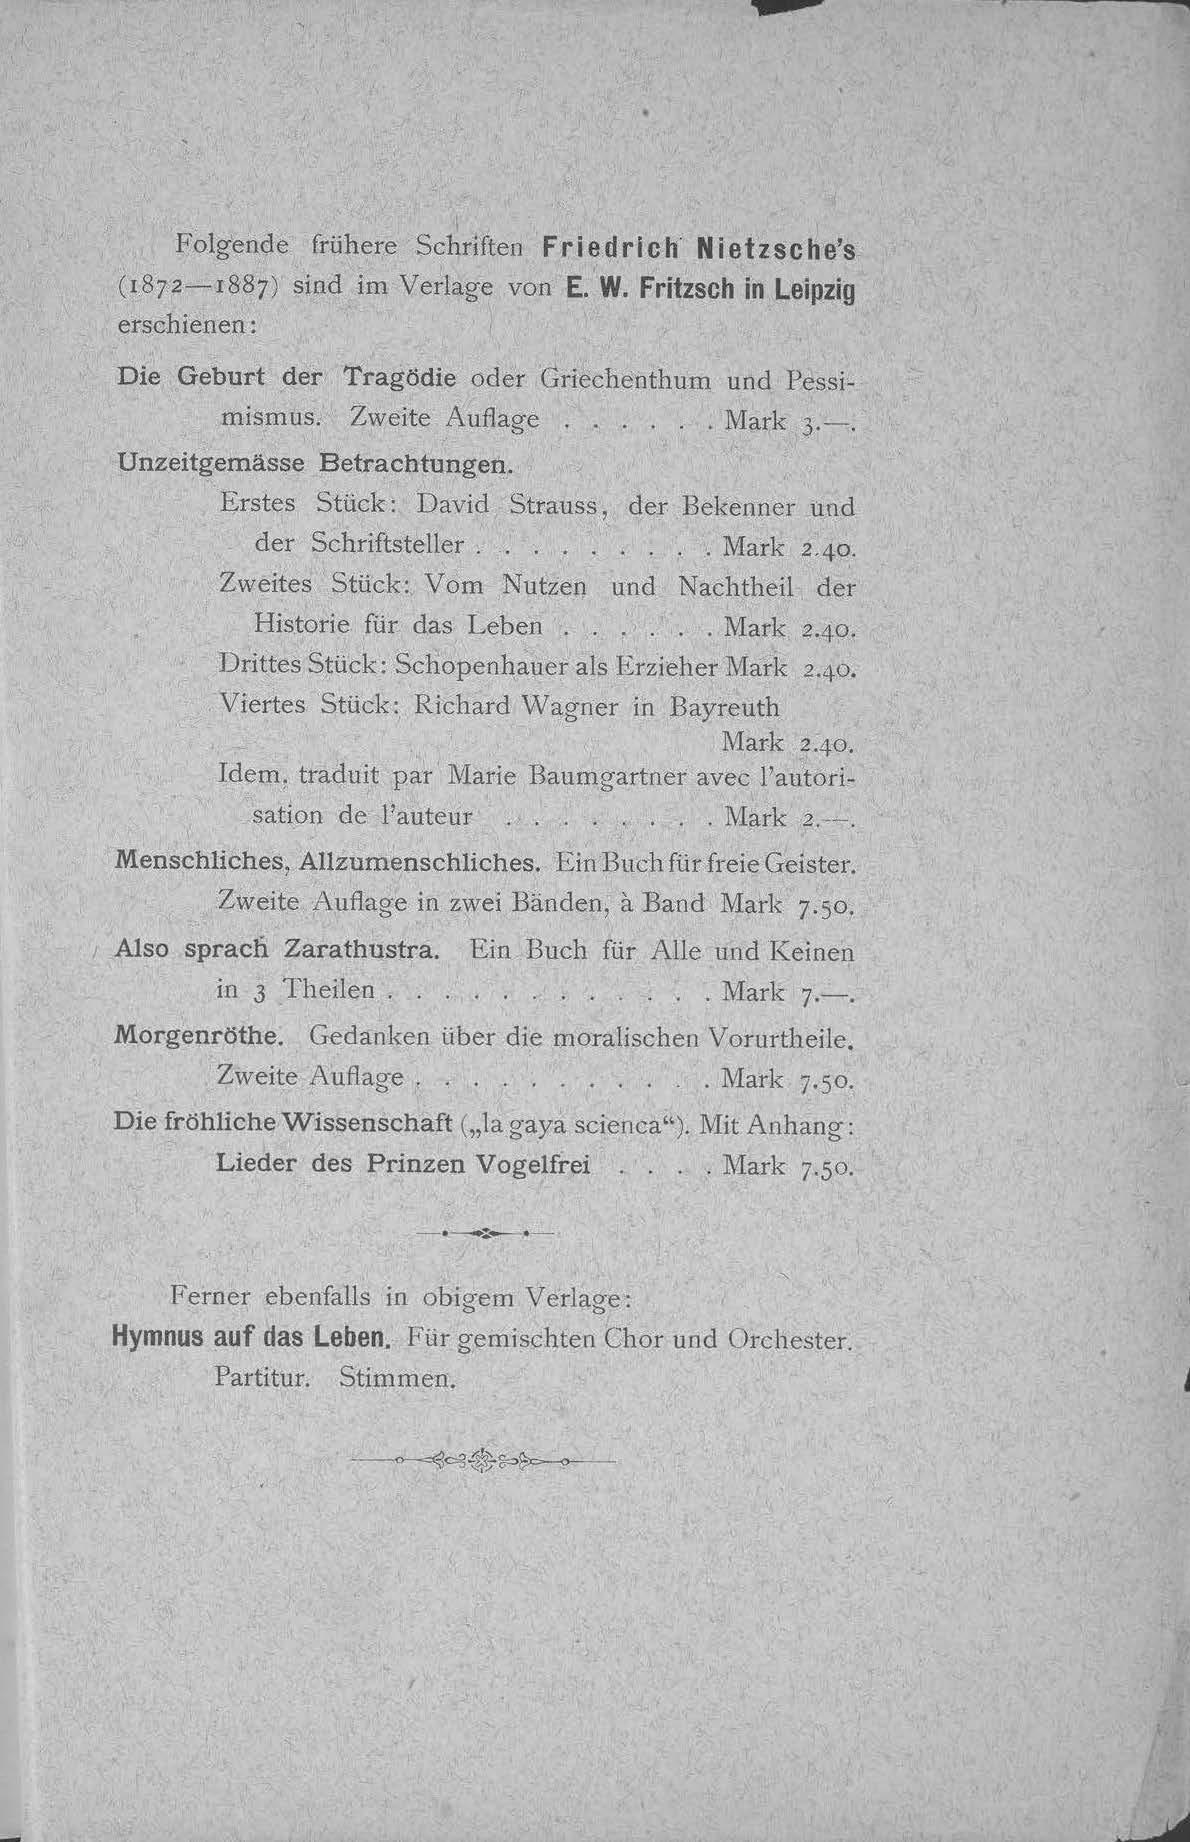 Folgende frühere Schriften Friedrich Nietzsche's
(1872—1887) sind im Verlage von E. W. Fritzsch in Leipzig
erschienen:
Die Geburt der Tragödie oder Griechenthum und Pessi-
mismus. Zweite Auflage . . . . . . Mark 3.—.
Unzeitgemässe Betrachtungen.
Erstes Stück: David Strauss, der Bekenner und
der Schriftsteller . . . . . . . . . Mark 2.40.
Zweites Stück: Vom Nutzen und Nachtheil der
Historie für das Leben . . . . . . Mark 2.40.
Drittes Stück: Schopenhauer als Erzieher Mark 2.40.
Viertes Stück: Richard Wagner in Bayreuth
Mark 2.40.
Idem, traduit par Marie Baumgartner avec l'autori-
sation de l'auteur . . . . . . . . Mark 2.—.
Menschliches, Allzumenschliches. Ein Buch für freie Geister.
Zweite Auflage in zwei Bänden, à Band Mark 7.50.
Also sprach Zarathustra. Ein Buch für Alle und Keinen
in 3 Theilen . . . . . . . . . . . . Mark 7.—.
Morgenröthe. Gedanken über die moralischen Vorurtheile.
Zweite Auflage . . . . . . . . . . . Mark 7.50.
Die fröhliche Wissenschaft („la gaya scienca“). Mit Anhang:
Lieder des Prinzen Vogelfrei . . . . Mark 7.50.
Ferner ebenfalls in obigem Verlage:
Hymnus auf das Leben. Für gemischten Chor und Orchester.
Partitur. Stimmen.